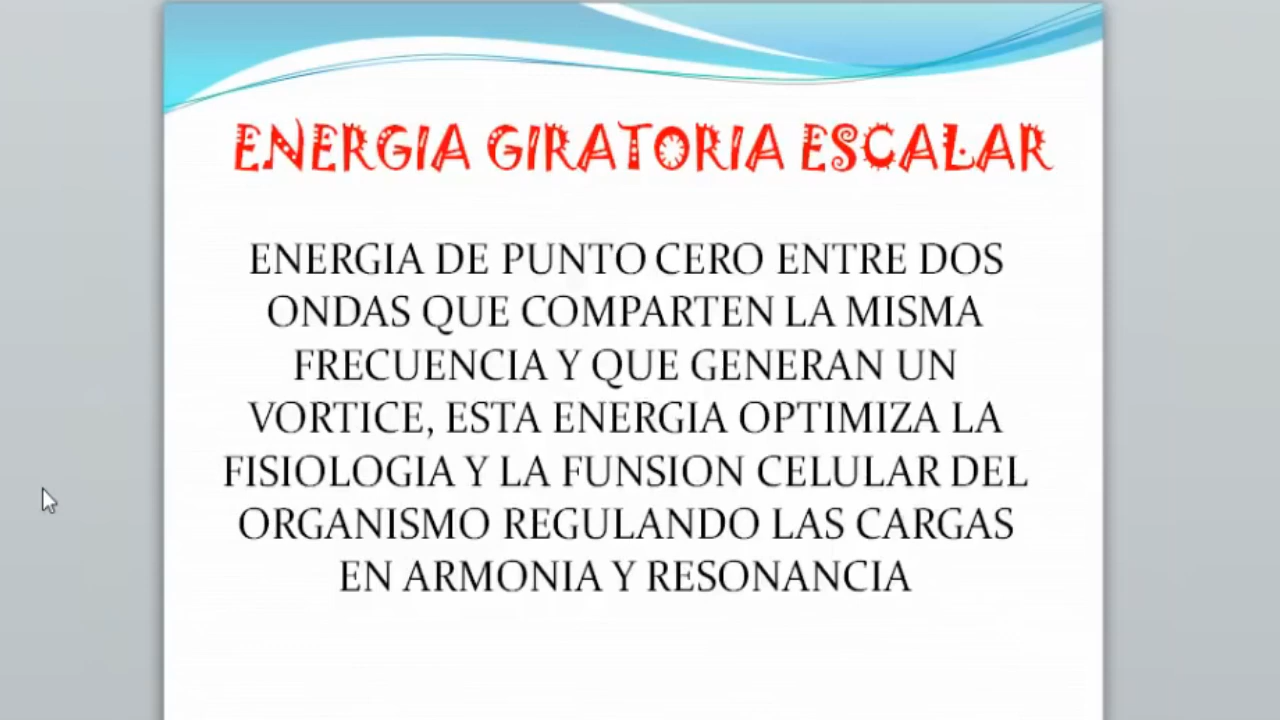 ENERGIA GIRATORIA ESCALAR
ENERGIA DE PUNTO CERO ENTRE DOS
ONDAS QUE COMPARTEN LA MISMA
FRECUENCIA Y QUE GENERAN UN
VORTICE, ESTA ENERGIA OPTIMIZA LA
FISIOLOGIA Y LA FUNSION CELULAR DEL
ORGANISMO REGULANDO LAS CARGAS
EN ARMONIA Y RESONANCIA